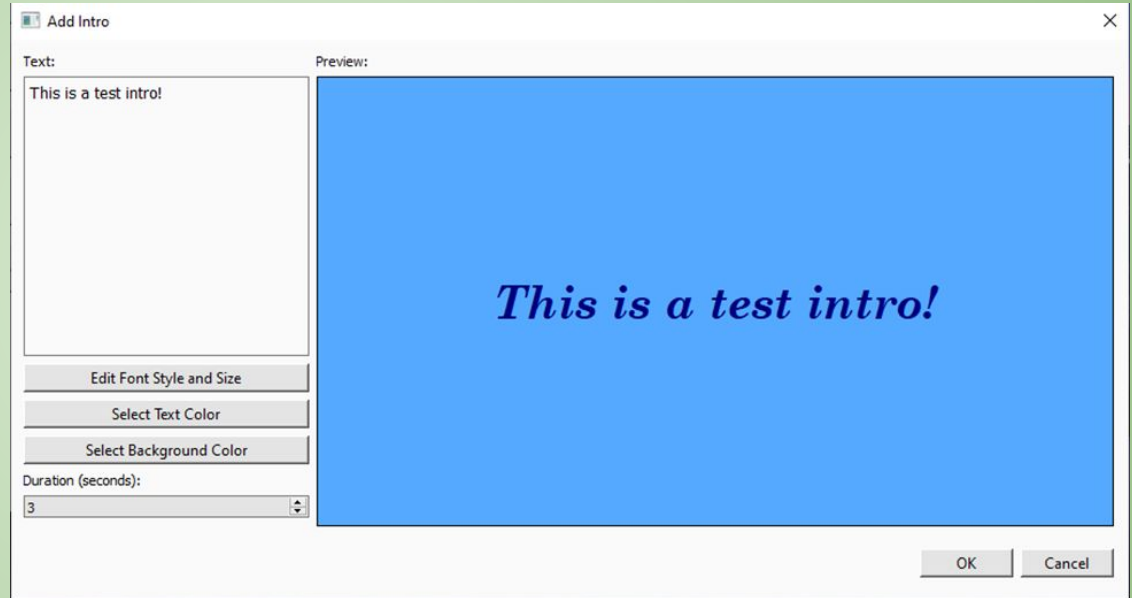 Add Intro
Text:
This is a test intro!
Edit Font Style and Size
Select Text Color
Select Background Color
Duration (seconds):
3
Preview:
This is a test intro!
OK
Cancel